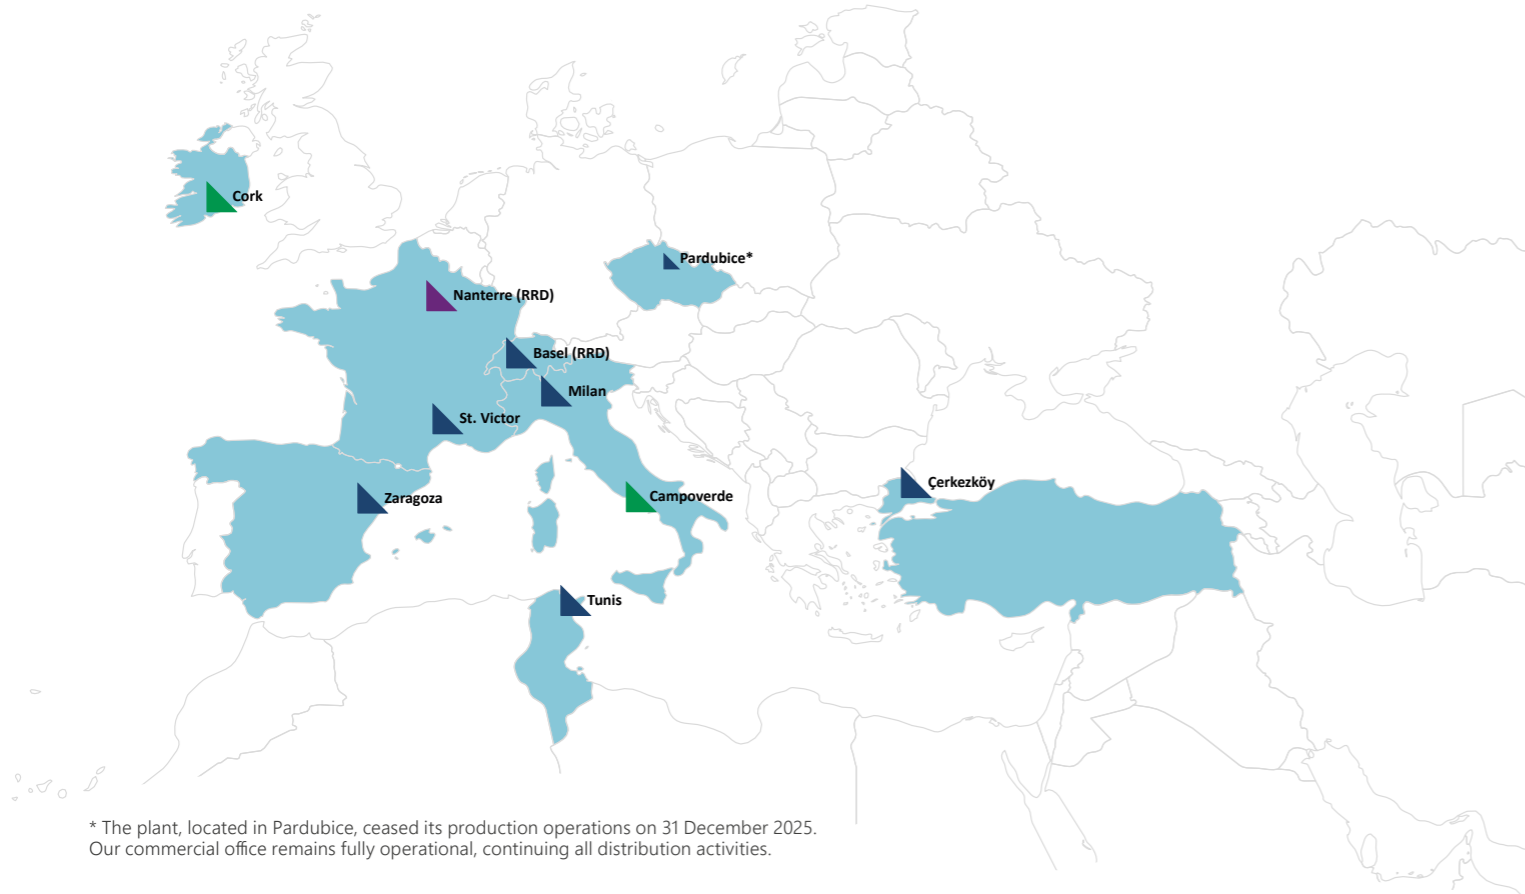 Cork
Pardubice*
Nanterre (RRD)
Basel (RRD)
Milan
St. Victor
Çerkezköy
Zaragoza
Campoverde
Tunis
* The plant, located in Pardubice, ceased its production operations on 31 December 2025.
Our commercial office remains fully operational, continuing all distribution activities.